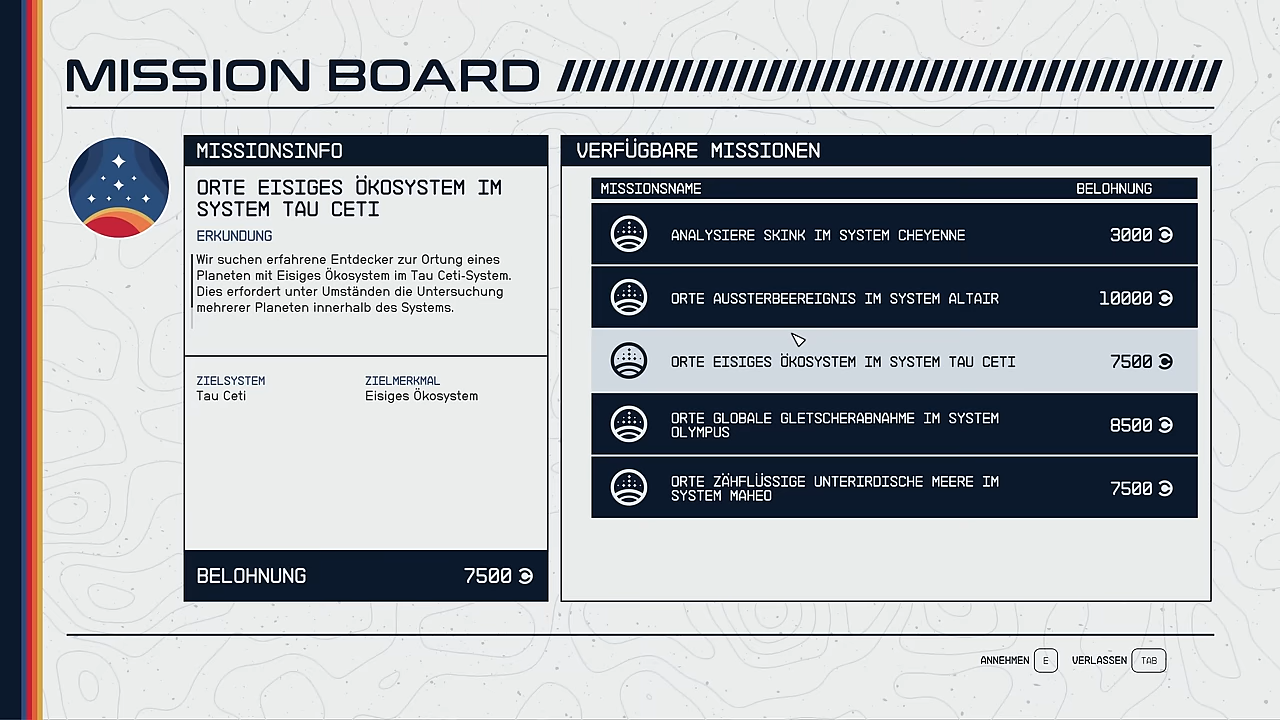 MISSION BOARD
MISSIONSINFO
ORTE EISIGES ÖKOSYSTEM IM
SYSTEM TAU CETI
ERKUNDUNG
Wir suchen erfahrene Entdecker zur Ortung eines
Planeten mit Eisiges Ökosystem im Tau Ceti-System.
Dies erfordert unter Umständen die Untersuchung
mehrerer Planeten innerhalb des Systems.
ZIELSYSTEM
Tau Ceti
ZIELMERKMAL
Eisiges Ökosystem
BELOHNUNG 7500
VERFÜGBARE MISSIONEN
MISSIONSNAME BELOHNUNG
ANALYSIERE SKINK IM SYSTEM CHEYENNE 3000
ORTE AUSSTERBEEREIGNIS IM SYSTEM ALTAIR 10000
ORTE EISIGES ÖKOSYSTEM IM SYSTEM TAU CETI 7500
ORTE GLOBALE GLETSCHERABNAHME IM SYSTEM
OLYMPUS 8500
ORTE ZÄHFLÜSSIGE UNTERIRDISCHE MEERE IM
SYSTEM MAHEO 7500
ANNEHMEN E VERLASSEN TAB